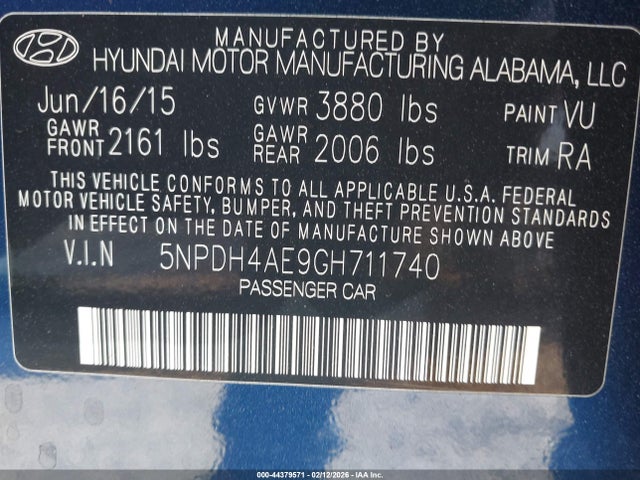 MANUFACTURED BY
HYUNDAI MOTOR MANUFACTURING ALABAMA, LLC
Jun/16/15 GVWR 3880 lbs PAINT VU
GAWR FRONT 2161 lbs GAWR REAR 2006 lbs TRIM RA
THIS VEHICLE CONFORMS TO ALL APPLICABLE U.S.A. FEDERAL
MOTOR VEHICLE SAFETY, BUMPER, AND THEFT PREVENTION STANDARDS
IN EFFECT ON THE DATE OF MANUFACTURE SHOWN ABOVE.
V.I.N 5NPDH4AE9GH711740
PASSENGER CAR
000-44379571 - 02/12/2026 - IAA Inc.